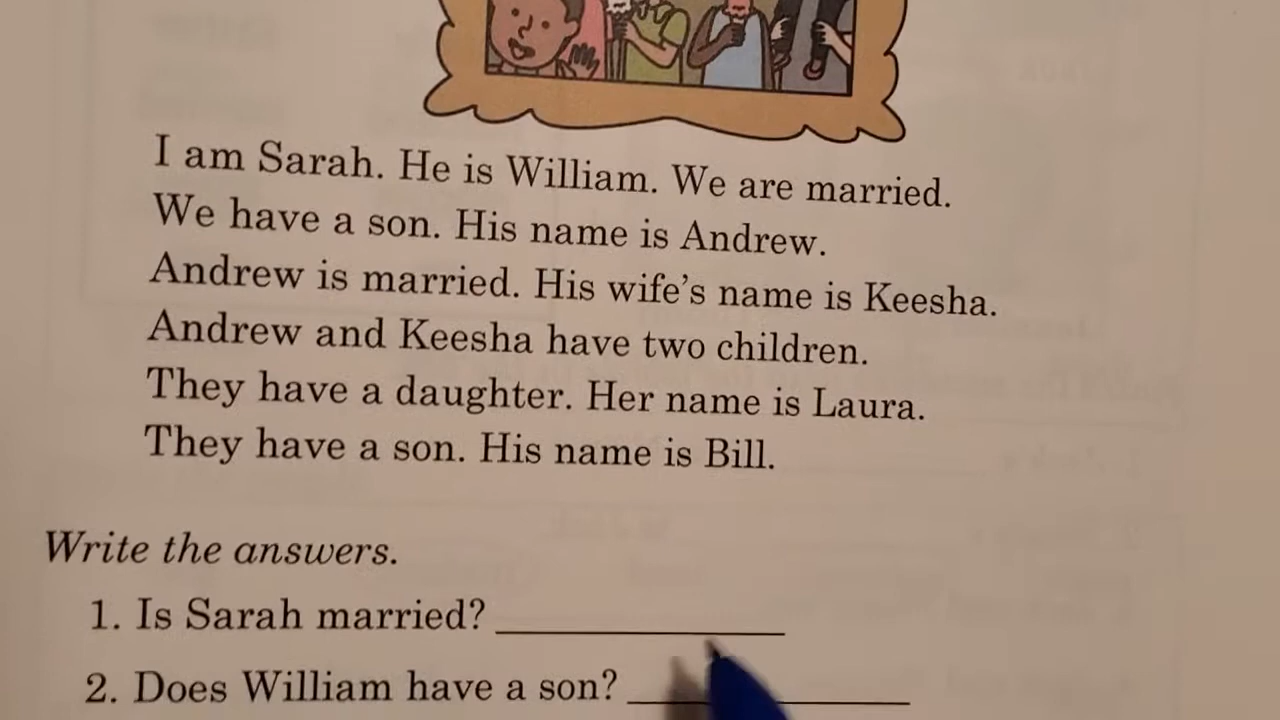 I am Sarah. He is William. We are married.
We have a son. His name is Andrew.
Andrew is married. His wife's name is Keesha.
Andrew and Keesha have two children.
They have a daughter. Her name is Laura.
They have a son. His name is Bill.
Write the answers.
1. Is Sarah married?
2. Does William have a son?